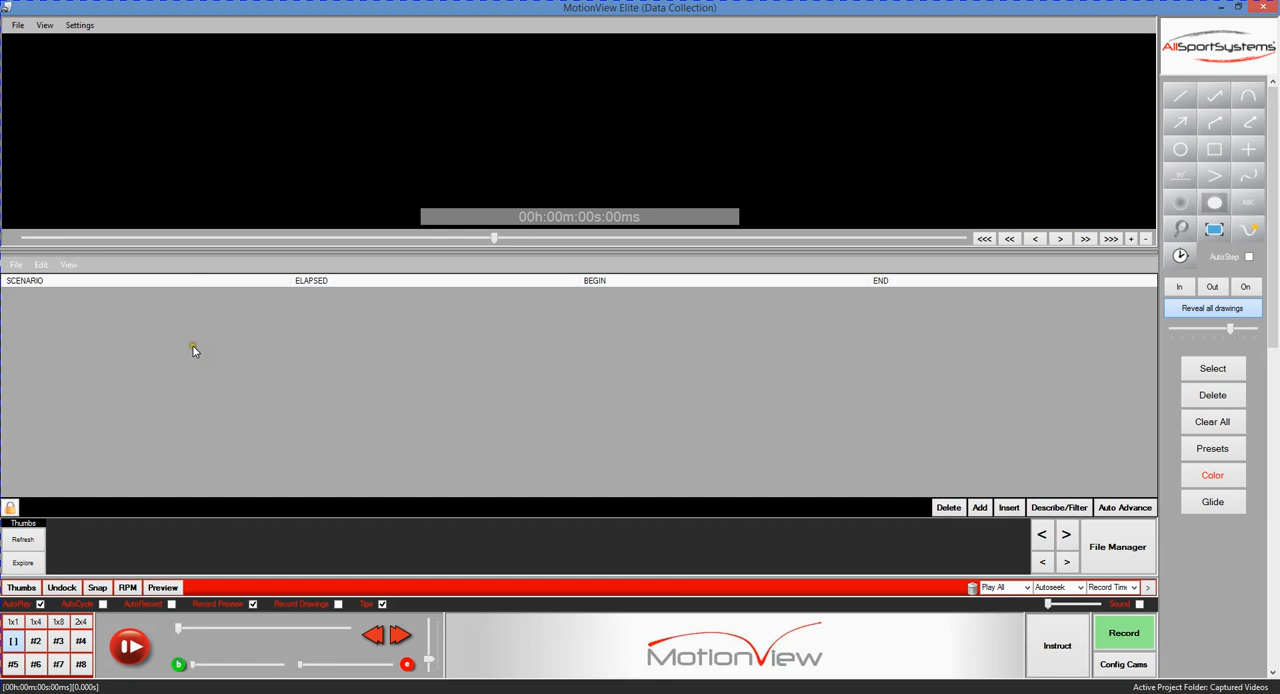 MotionView Elite (Data Collection)
File View Settings
AllSportSystems
00h:00m:00s:00ms
<<< << < > >> >>> + -
90°
ABC
AutoStep
In Out On
Reveal all drawings
File Edit View
SCENARIO ELAPSED BEGIN END
Select
Delete
Clear All
Presets
Color
Glide
Delete Add Insert Describe/Filter Auto Advance
Thumbs
Refresh
Explore
< >
< >
File Manager
Thumbs Undock Snap RPM Preview
Play All Autoseek Record Time >
AutoPlay AutoCycle AutoRecord Record Preview Record Drawings Tips Sound
1x1 1x4 1x8 2x4
[ ] #2 #3 #4
#5 #6 #7 #8
b e
MotionView
Instruct
Record
Config Cams
[00h:00m:00s:00ms][0.000s]
Active Project Folder: Captured Videos